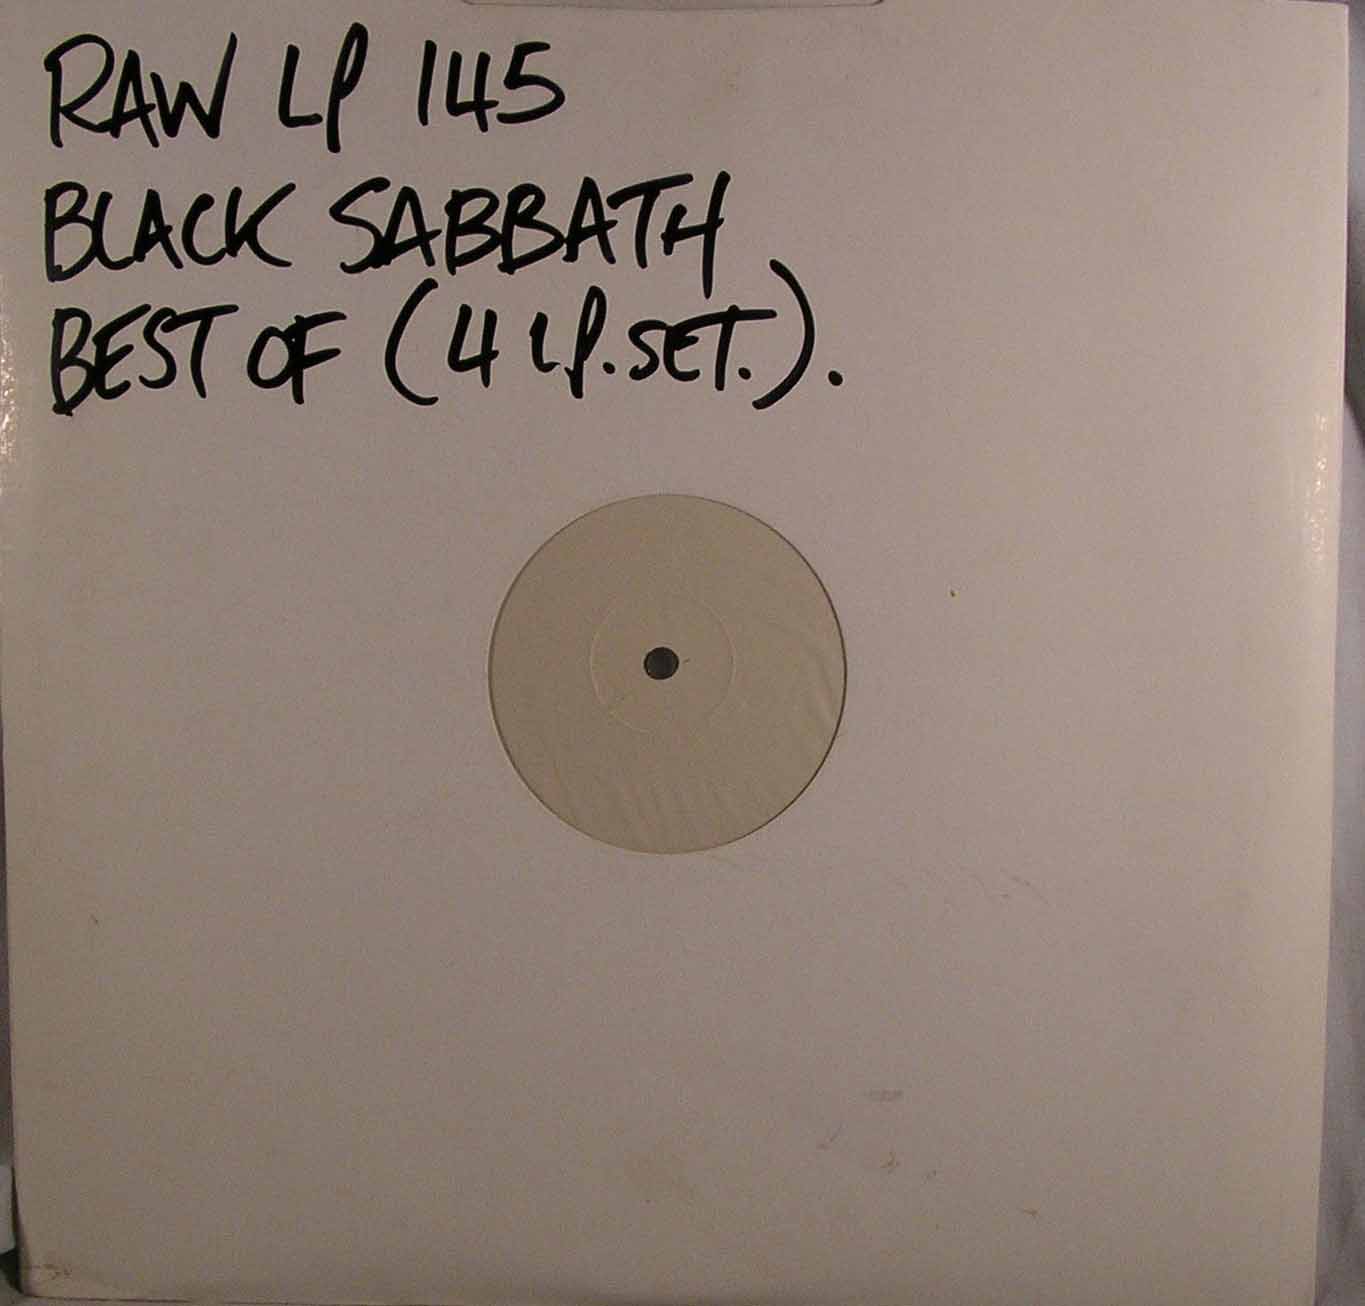 RAW LP 145
BLACK SABBATH
BEST OF (4 LP. SET.).